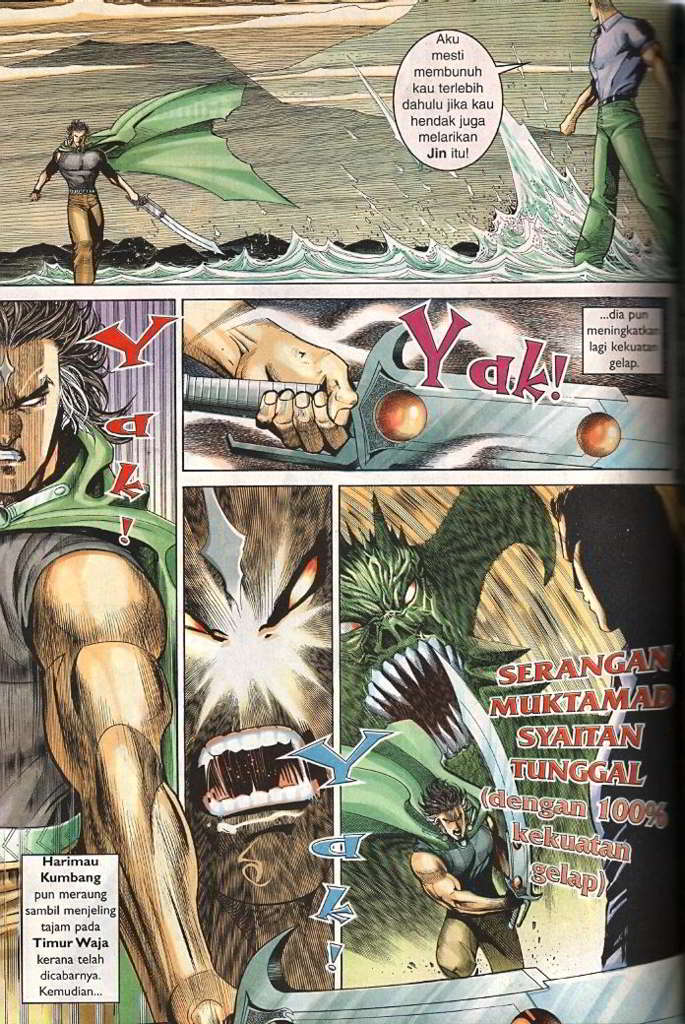 Aku
mesti
membunuh
kau terlebih
dahulu jika kau
hendak juga
melarikan
Jin itu!
Yak!
Yak!
...dia pun
meningkatkan
lagi kekuatan
gelap.
Yak!
SERANGAN
MUKTAMAD
SYAITAN
TUNGGAL
(dengan 100%
kekuatan
gelap)
Harimau
Kumbang
pun meraung
sambil menjeling
tajam pada
Timur Waja
kerana telah
dicabarnya.
Kemudian...